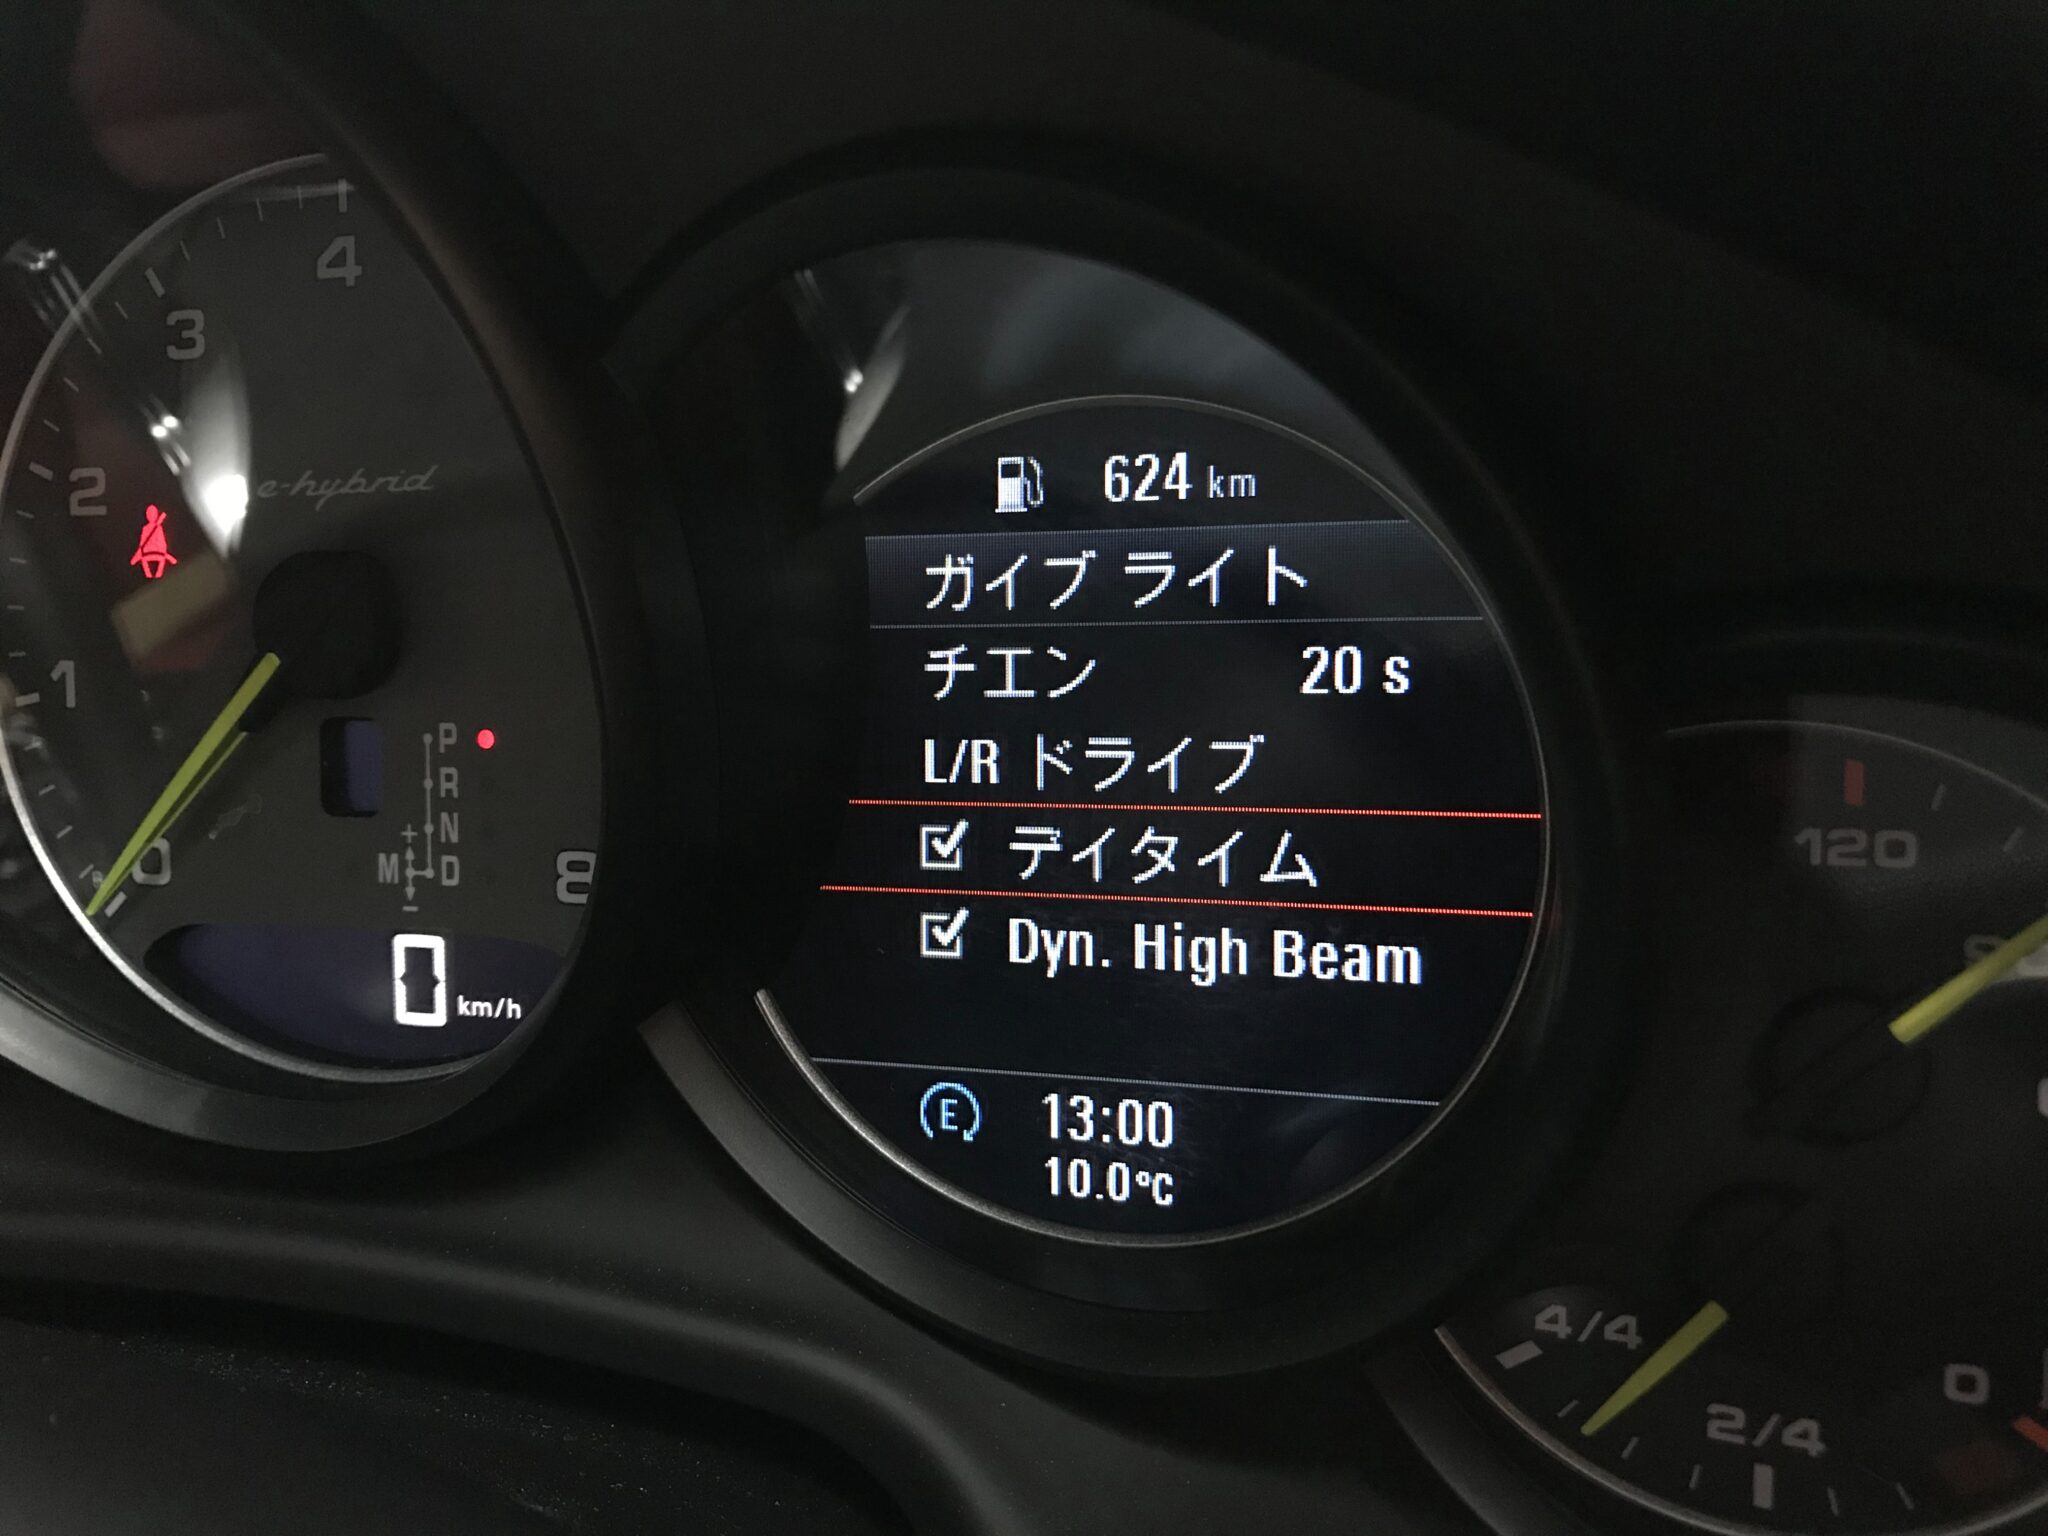 4
3
2
e-hybrid
1
P
R
N
+
M D
-
0
8
0 km/h
624 km
ガイブ ライト
チエン 20 s
L/R ドライブ
デイタイム
Dyn. High Beam
E 13:00
10.0°C
120
4/4
2/4
0